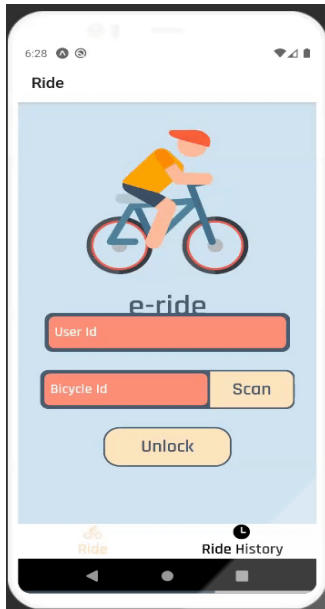 6:28
Ride
e-ride
User Id
Bicycle Id Scan
Unlock
Ride Ride History